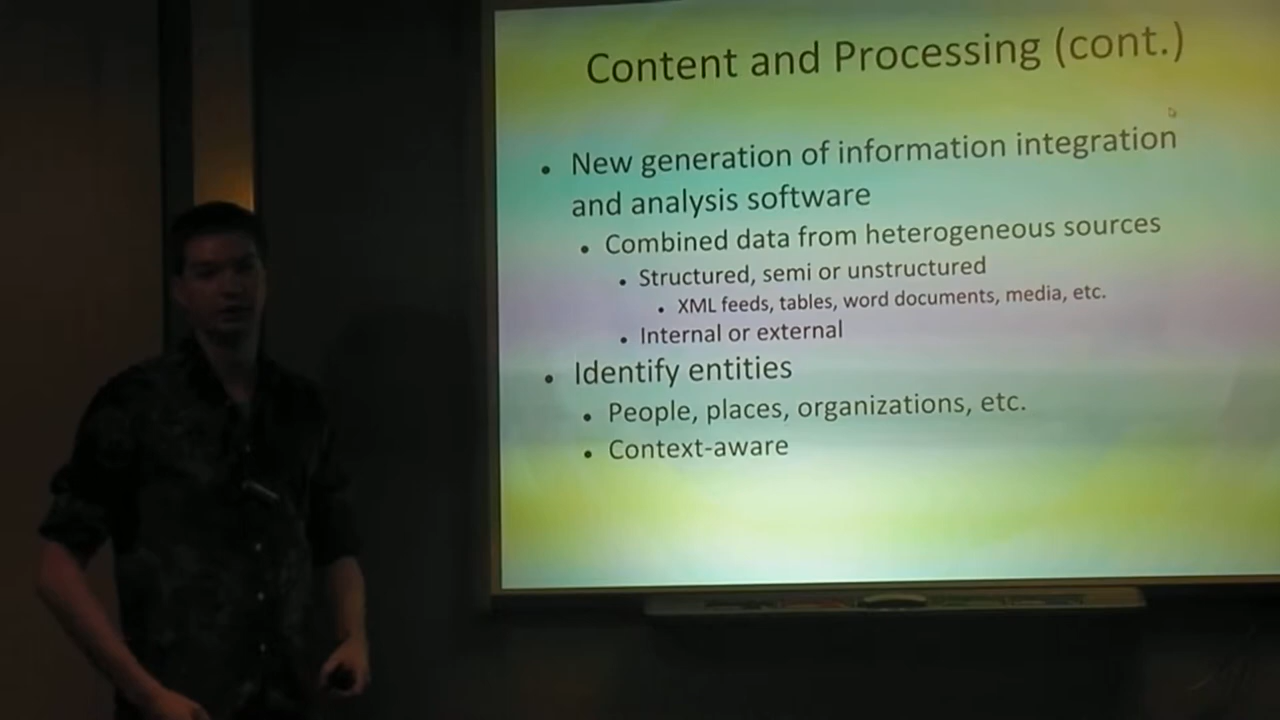 Content and Processing (cont.)
• New generation of information integration
and analysis software
• Combined data from heterogeneous sources
• Structured, semi or unstructured
• XML feeds, tables, word documents, media, etc.
• Internal or external
• Identify entities
• People, places, organizations, etc.
• Context-aware